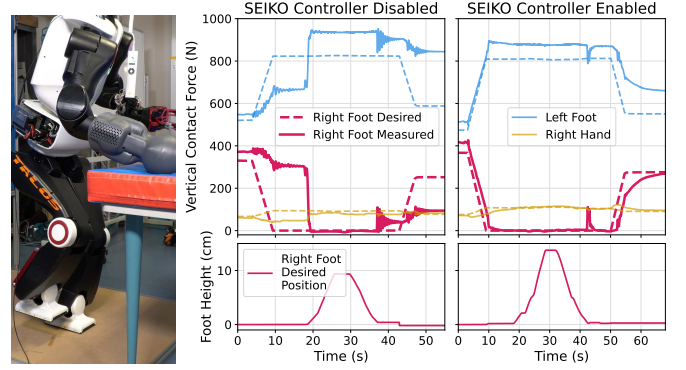 SEIKO Controller Disabled
SEIKO Controller Enabled
Vertical Contact Force (N)
1000
800
600
400
200
0
Right Foot Desired
Right Foot Measured
Left Foot
Right Hand
Foot Height (cm)
10
0
Right Foot
Desired
Position
0 10 20 30 40 50
Time (s)
0 10 20 30 40 50 60
Time (s)
TALOS